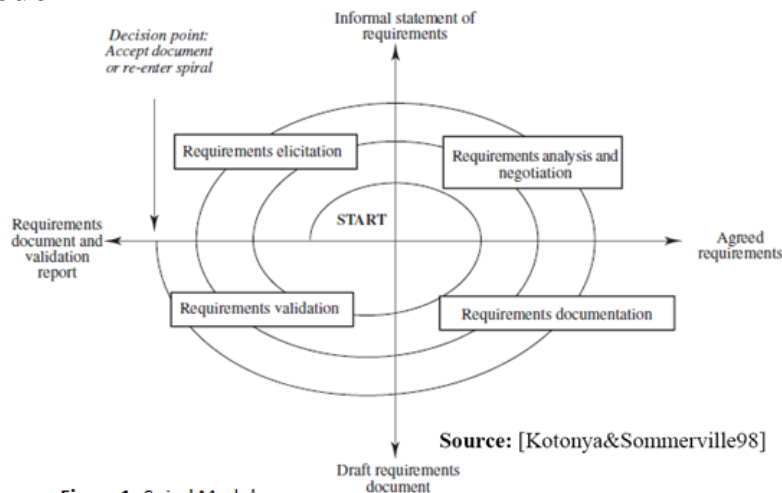 Informal statement of
requirements
Decision point:
Accept document
or re-enter spiral
Requirements elicitation
Requirements analysis and
negotiation
START
Requirements
document and
validation
report
Agreed
requirements
Requirements validation
Requirements documentation
Source: [Kotonya&Sommerville98]
Draft requirements
document